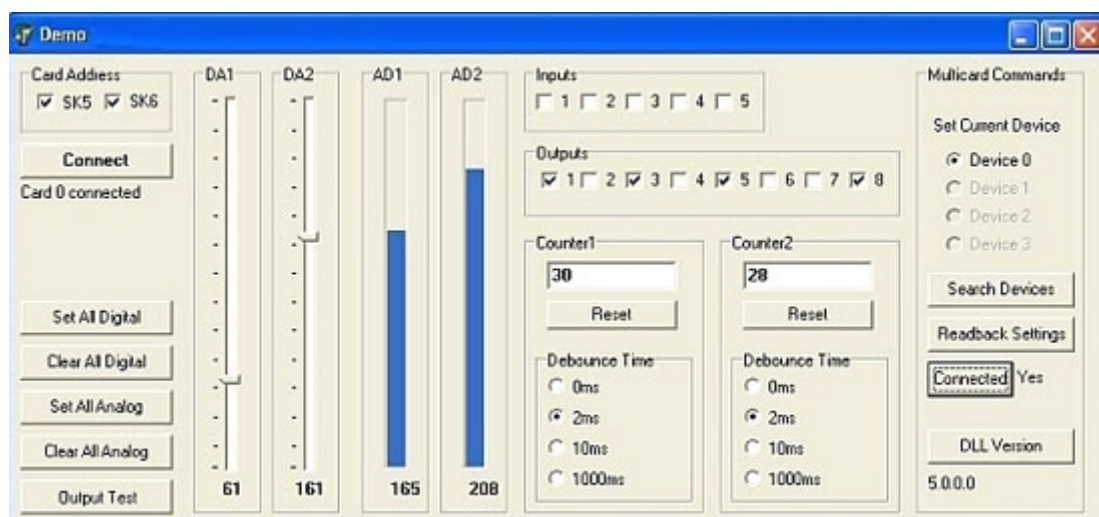 Demo
Card Address
SK5 SK6
Connect
Card 0 connected
Set All Digital
Clear All Digital
Set All Analog
Clear All Analog
Output Test
DA1
61
DA2
161
AD1
165
AD2
208
Inputs
1 2 3 4 5
Outputs
1 2 3 4 5 6 7 8
Counter1
30
Reset
Debounce Time
0ms
2ms
10ms
1000ms
Counter2
28
Reset
Debounce Time
0ms
2ms
10ms
1000ms
Multicard Commands
Set Current Device
Device 0
Device 1
Device 2
Device 3
Search Devices
Readback Settings
Connected Yes
DLL Version
5.0.0.0